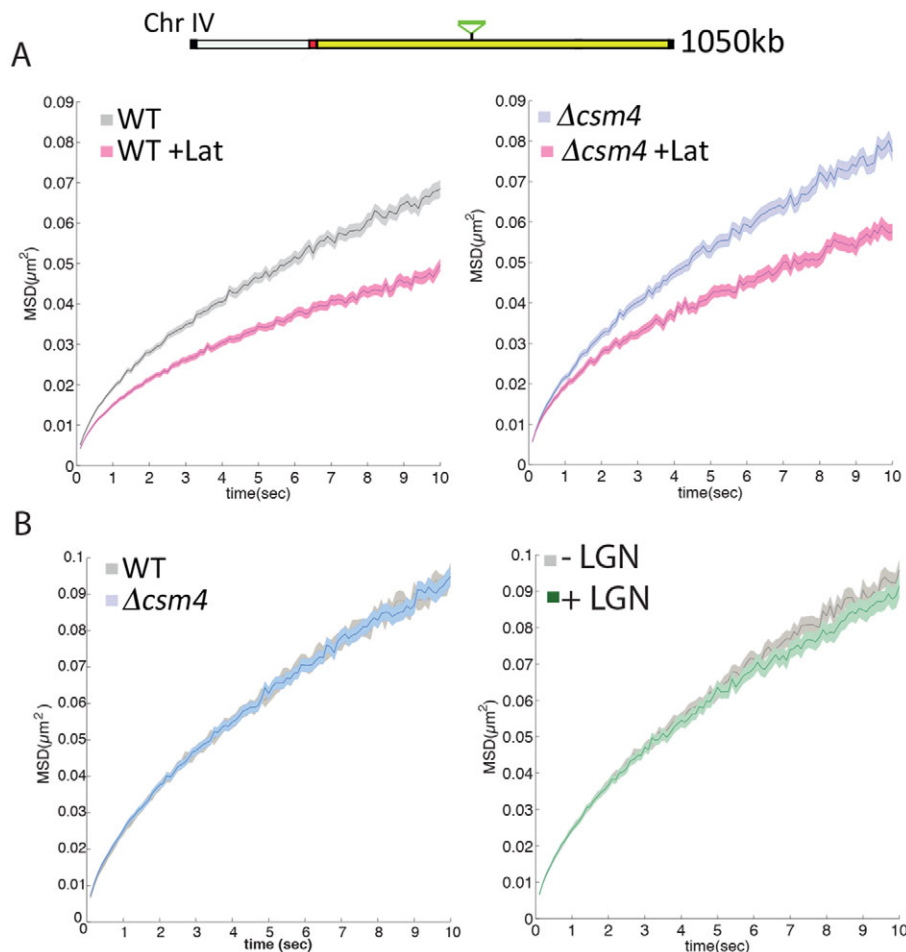 Chr IV
1050kb
A
WT
WT +Lat
0.09
0.08
0.07
0.06
0.05
0.04
0.03
0.02
0.01
0
MSD(µm²)
1 2 3 4 5 6 7 8 9 10
time(sec)
Δcsm4
Δcsm4 +Lat
0.09
0.08
0.07
0.06
0.05
0.04
0.03
0.02
0.01
0
MSD(µm²)
0 1 2 3 4 5 6 7 8 9 10
time(sec)
B
WT
Δcsm4
0.1
0.09
0.08
0.07
0.06
0.05
0.04
0.03
0.02
0.01
0
MSD(µm²)
0 1 2 3 4 5 6 7 8 9 10
time (sec)
- LGN
+ LGN
0.1
0.09
0.08
0.07
0.06
0.05
0.04
0.03
0.02
0.01
0
MSD(µm²)
0 1 2 3 4 5 6 7 8 9 10
time(sec)